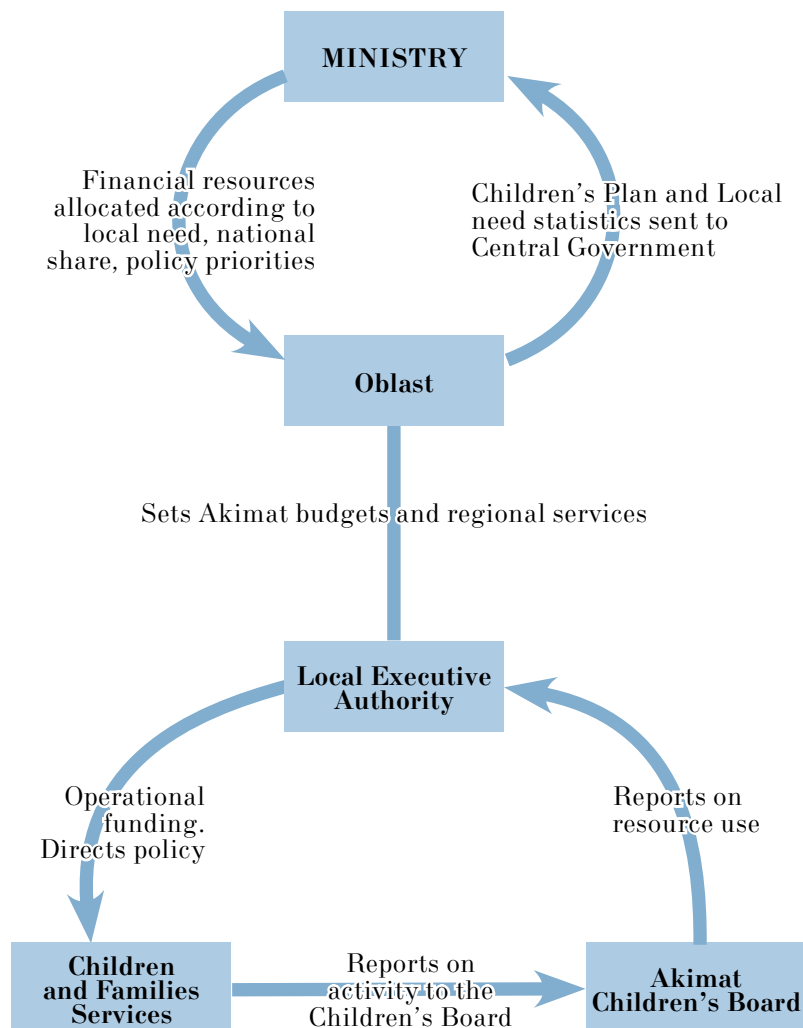 MINISTRY
Financial resources
allocated according to
local need, national
share, policy priorities
Children’s Plan and Local
need statistics sent to
Central Government
Oblast
Sets Akimat budgets and regional services
Local Executive
Authority
Operational
funding.
Directs policy
Reports on
resource use
Children
and Families
Services
Reports on
activity to the
Children’s Board
Akimat
Children’s Board